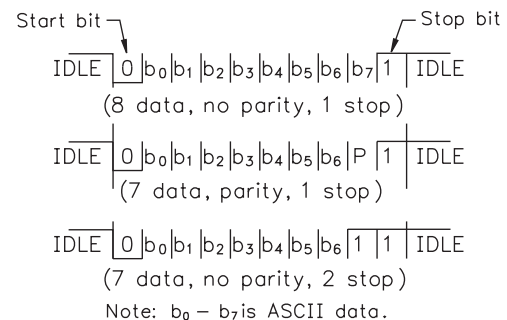 Start bit Stop bit
IDLE 0 b₀ b₁ b₂ b₃ b₄ b₅ b₆ b₇ 1 IDLE
(8 data, no parity, 1 stop)
IDLE 0 b₀ b₁ b₂ b₃ b₄ b₅ b₆ P 1 IDLE
(7 data, parity, 1 stop)
IDLE 0 b₀ b₁ b₂ b₃ b₄ b₅ b₆ 1 1 IDLE
(7 data, no parity, 2 stop)
Note: b₀ – b₇ is ASCII data.